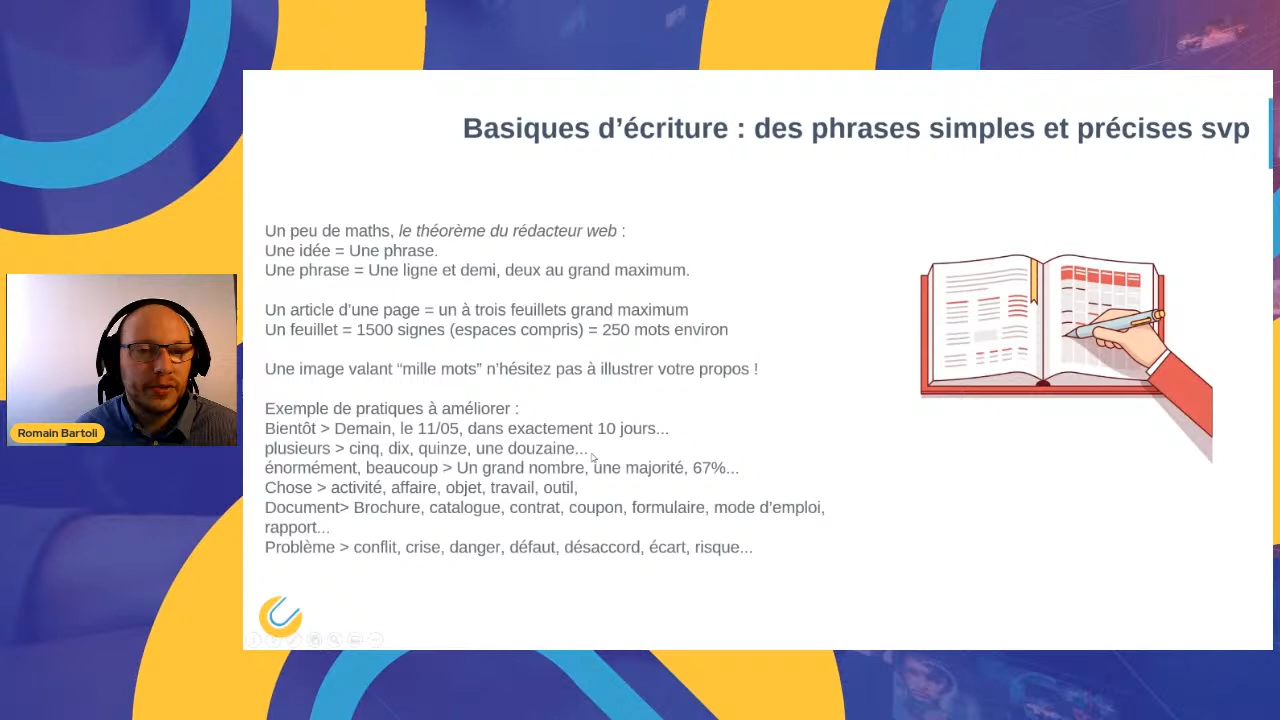 Basiques d’écriture : des phrases simples et précises svp
Un peu de maths, le théorème du rédacteur web :
Une idée = Une phrase.
Une phrase = Une ligne et demi, deux au grand maximum.
Un article d’une page = un à trois feuillets grand maximum
Un feuillet = 1500 signes (espaces compris) = 250 mots environ
Une image valant “mille mots” n’hésitez pas à illustrer votre propos !
Exemple de pratiques à améliorer :
Bientôt > Demain, le 11/05, dans exactement 10 jours...
plusieurs > cinq, dix, quinze, une douzaine...
énormément, beaucoup > Un grand nombre, une majorité, 67%...
Chose > activité, affaire, objet, travail, outil,
Document> Brochure, catalogue, contrat, coupon, formulaire, mode d’emploi,
rapport...
Problème > conflit, crise, danger, défaut, désaccord, écart, risque...
Romain Bartoli